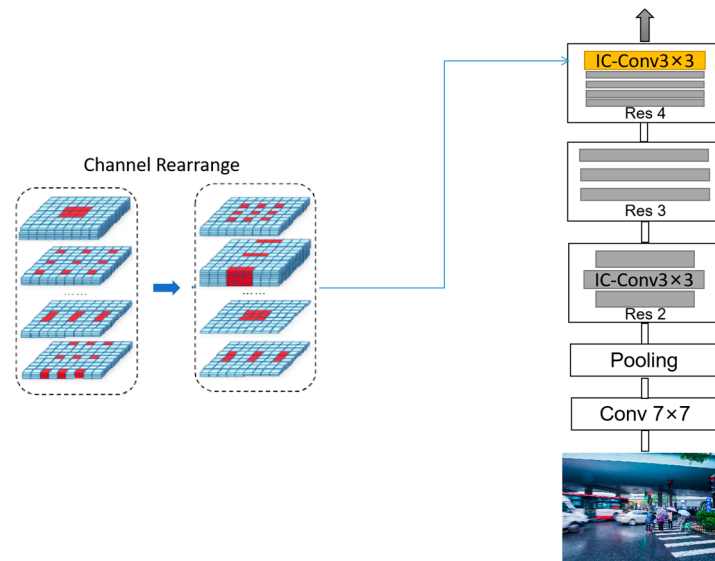 Channel Rearrange
... ...
... ...
IC-Conv3×3
Res 4
Res 3
IC-Conv3×3
Res 2
Pooling
Conv 7×7